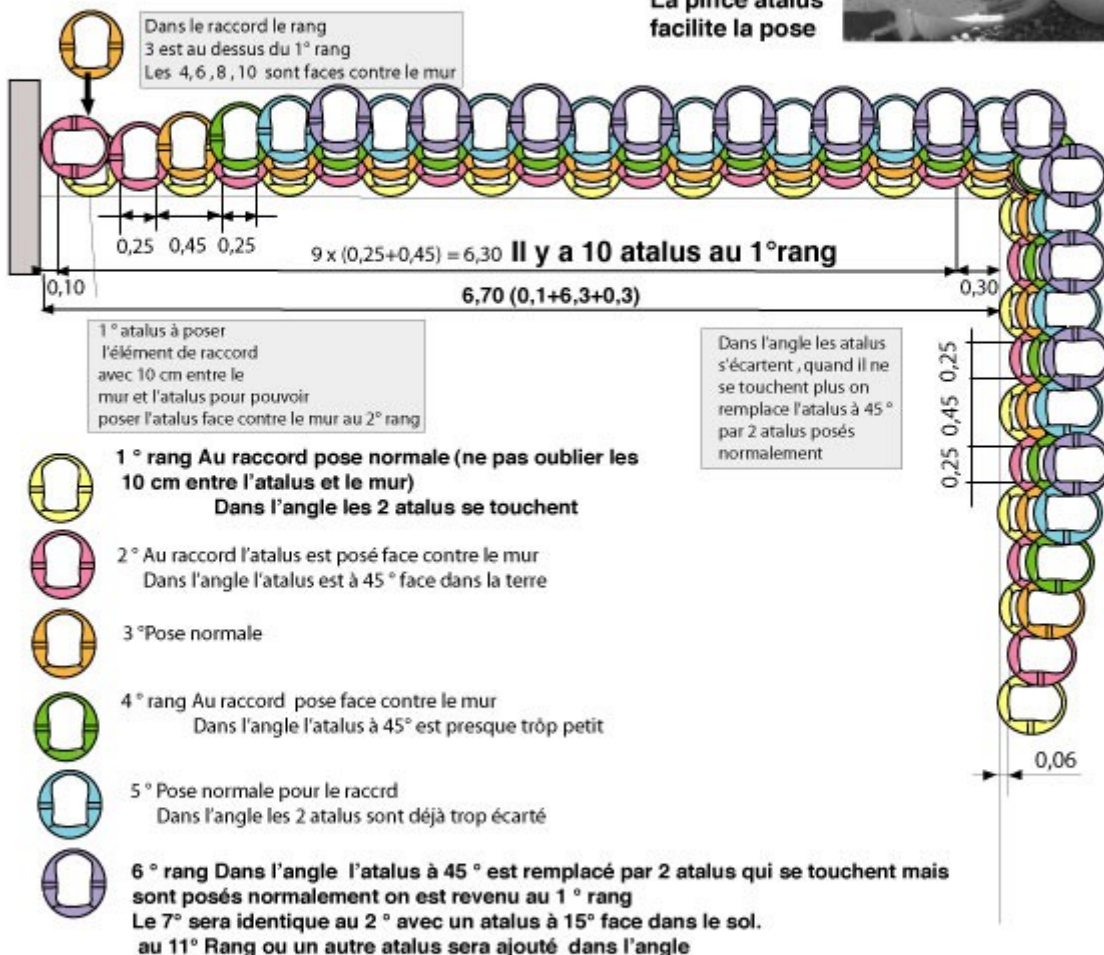 La pince atalus
facilite la pose
Dans le raccord le rang
3 est au dessus du 1° rang
Les 4,6,8,10 sont faces contre le mur
0,25 0,45 0,25
9 x (0,25+0,45) = 6,30 Il y a 10 atalus au 1°rang
0,10
0,30
6,70 (0,1+6,3+0,3)
1° atalus à poser
l'élément de raccord
avec 10 cm entre le
mur et l'atalus pour pouvoir
poser l'atalus face contre le mur au 2° rang
Dans l'angle les atalus
s'écartent, quand il ne
se touchent plus on
remplace l'atalus à 45°
par 2 atalus posés
normalement
0,25
0,45
0,25
1° rang Au raccord pose normale (ne pas oublier les
10 cm entre l'atalus et le mur)
Dans l'angle les 2 atalus se touchent
2° Au raccord l'atalus est posé face contre le mur
Dans l'angle l'atalus est à 45° face dans la terre
3°Pose normale
4° rang Au raccord pose face contre le mur
Dans l'angle l'atalus à 45° est presque trôp petit
0,06
5° Pose normale pour le raccrd
Dans l'angle les 2 atalus sont déjà trop écarté
6° rang Dans l'angle l'atalus à 45° est remplacé par 2 atalus qui se touchent mais
sont posés normalement on est revenu au 1° rang
Le 7° sera identique au 2° avec un atalus à 15° face dans le sol.
au 11° Rang ou un autre atalus sera ajouté dans l'angle